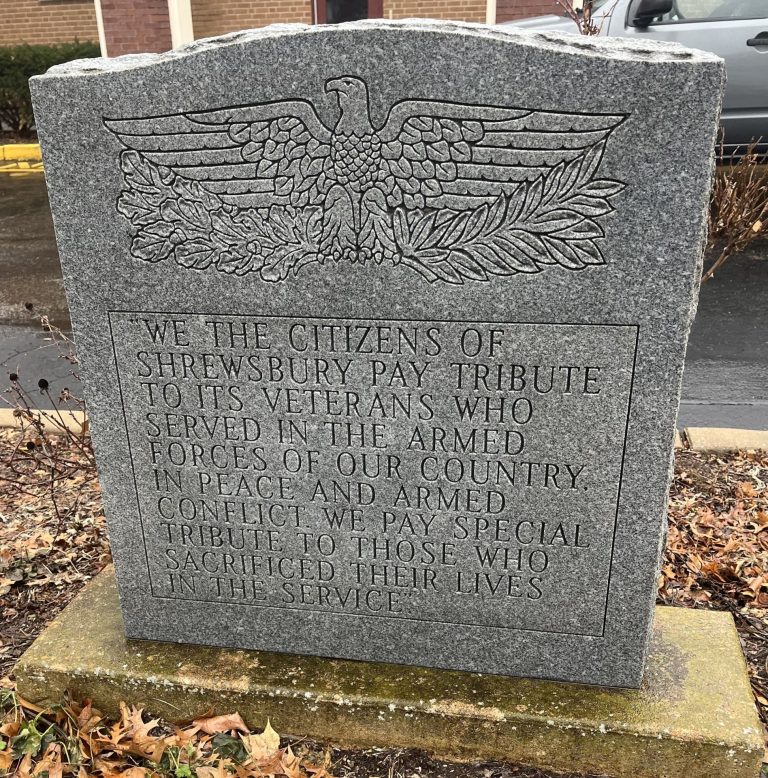 "WE THE CITIZENS OF
SHREWSBURY PAY TRIBUTE
TO ITS VETERANS WHO
SERVED IN THE ARMED
FORCES OF OUR COUNTRY.
IN PEACE AND ARMED
CONFLICT. WE PAY SPECIAL
TRIBUTE TO THOSE WHO
SACRIFICED THEIR LIVES
IN THE SERVICE"